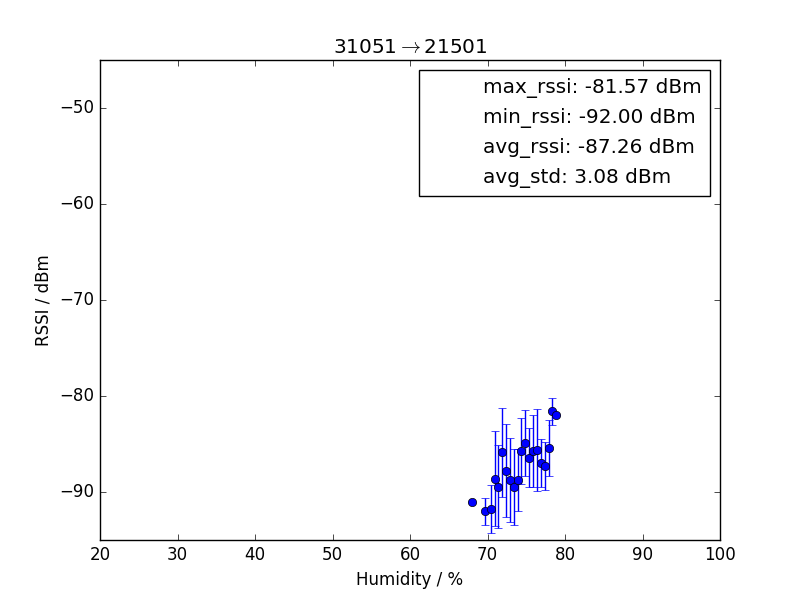 31051→21501
max_rssi: -81.57 dBm
min_rssi: -92.00 dBm
avg_rssi: -87.26 dBm
avg_std: 3.08 dBm
RSSI / dBm
−50
−60
−70
−80
−90
20 30 40 50 60 70 80 90 100
Humidity / %